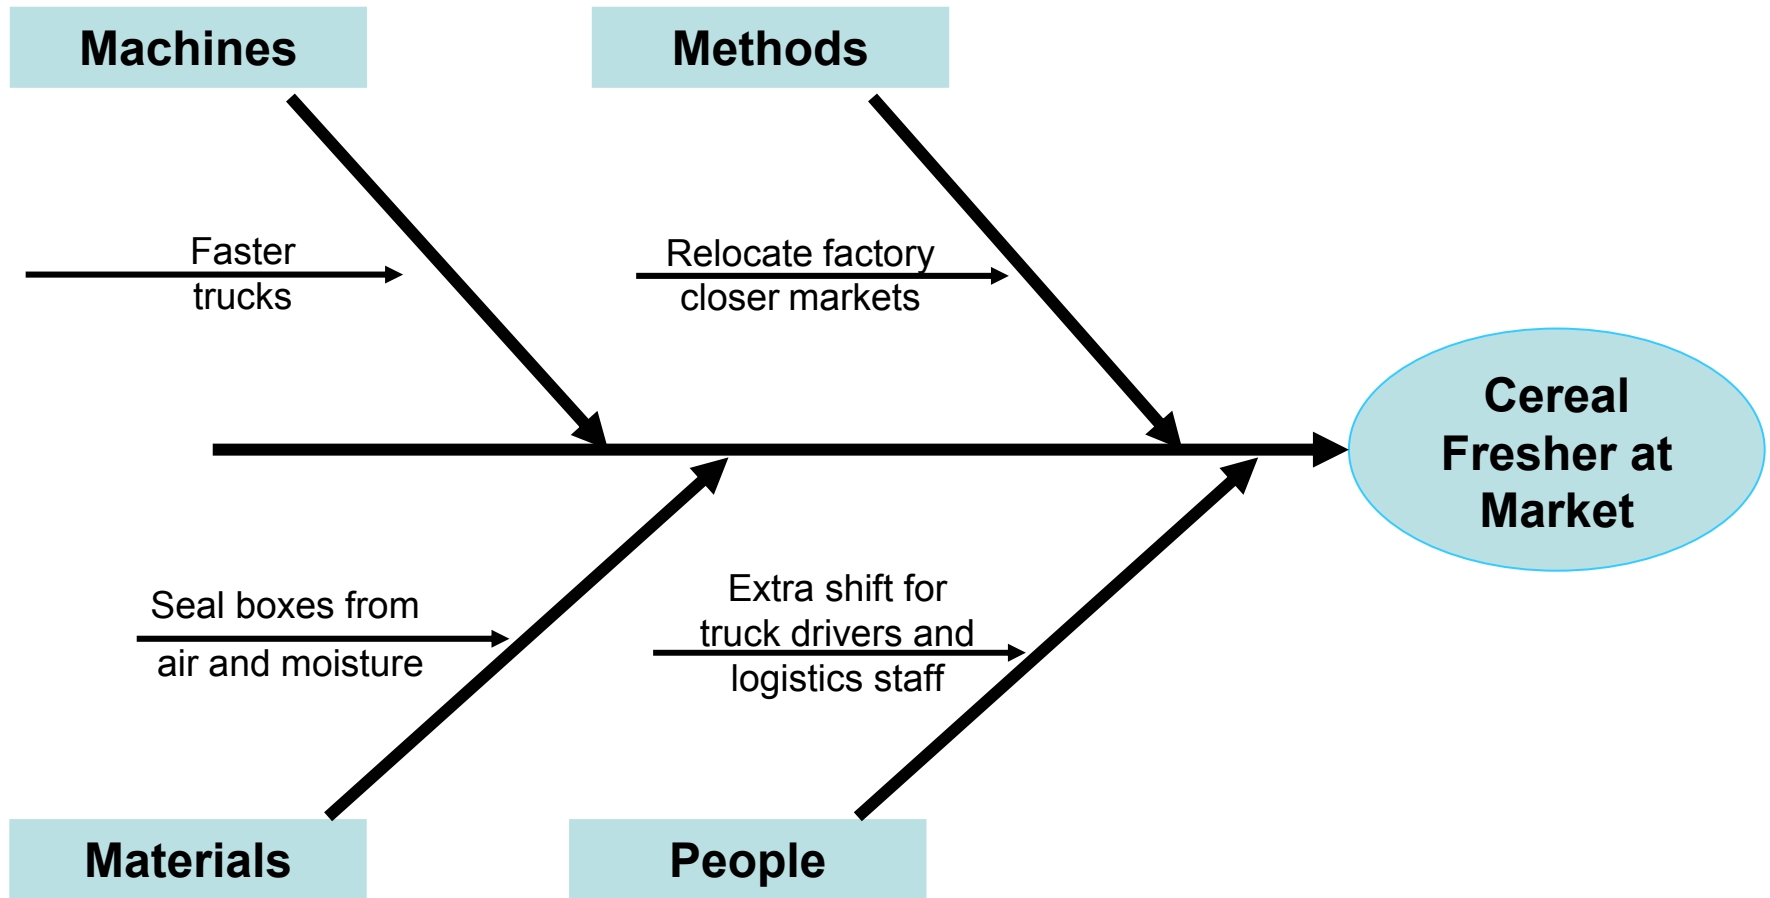 Machines
Methods
Faster
trucks
Relocate factory
closer markets
Cereal
Fresher at
Market
Seal boxes from
air and moisture
Extra shift for
truck drivers and
logistics staff
Materials
People